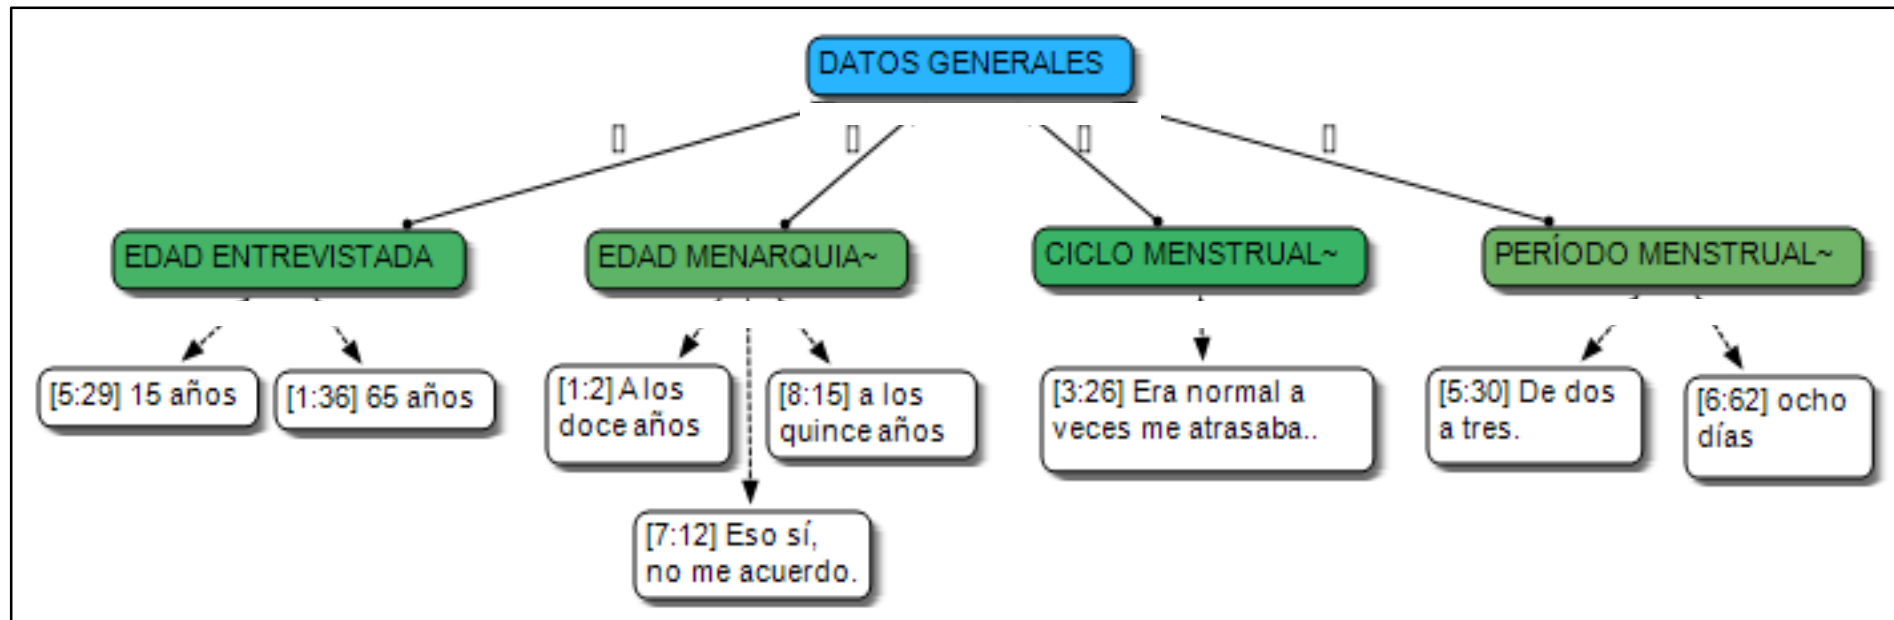 DATOS GENERALES
EDAD ENTREVISTADA
EDAD MENARQUIA~
CICLO MENSTRUAL~
PERÍODO MENSTRUAL~
[5:29] 15 años
[1:36] 65 años
[1:2] A los
doce años
[8:15] a los
quince años
[3:26] Era normal a
veces me atrasaba..
[5:30] De dos
a tres.
[6:62] ocho
días
[7:12] Eso sí,
no me acuerdo.